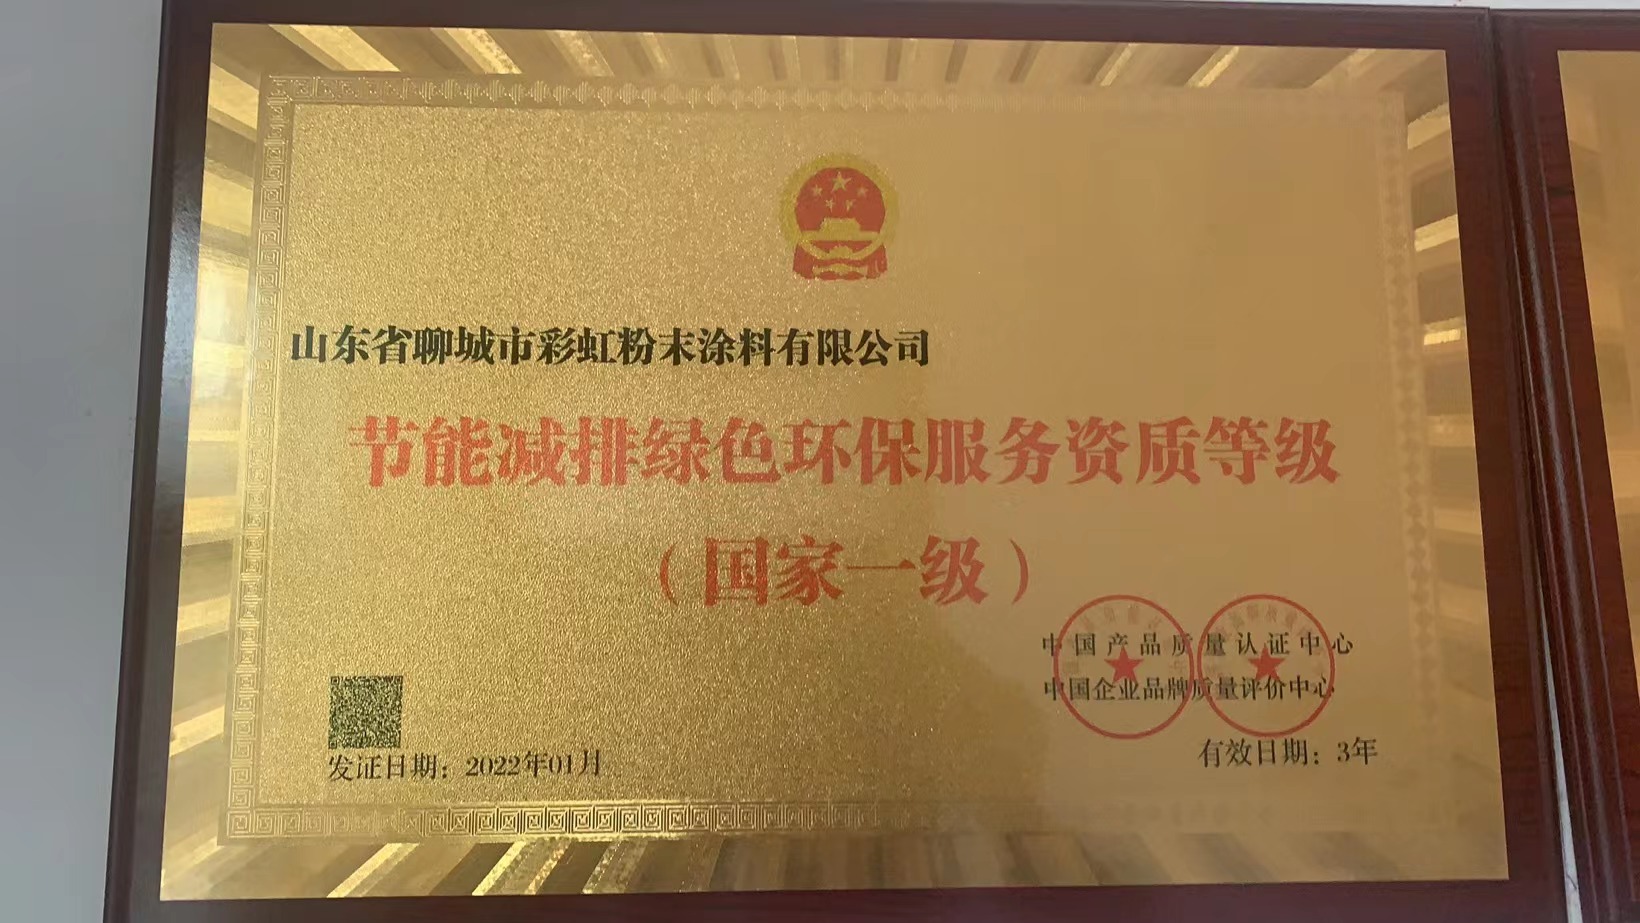 山东省聊城市彩虹粉末涂料有限公司
节能减排绿色环保服务资质等级
（国家一级）
中国产品质量认证中心
中国企业品牌质量评价中心
发证日期：2022年01月
有效日期：3年